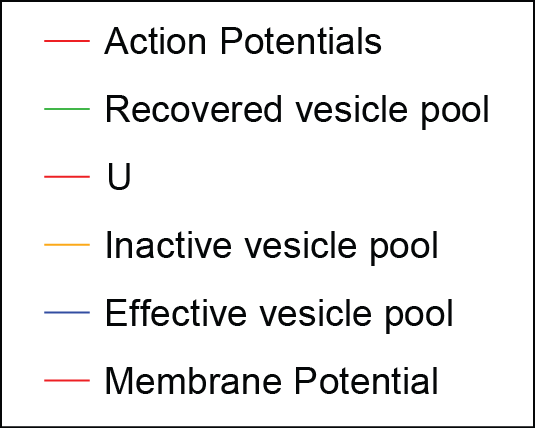 Action Potentials
Recovered vesicle pool
U
Inactive vesicle pool
Effective vesicle pool
Membrane Potential